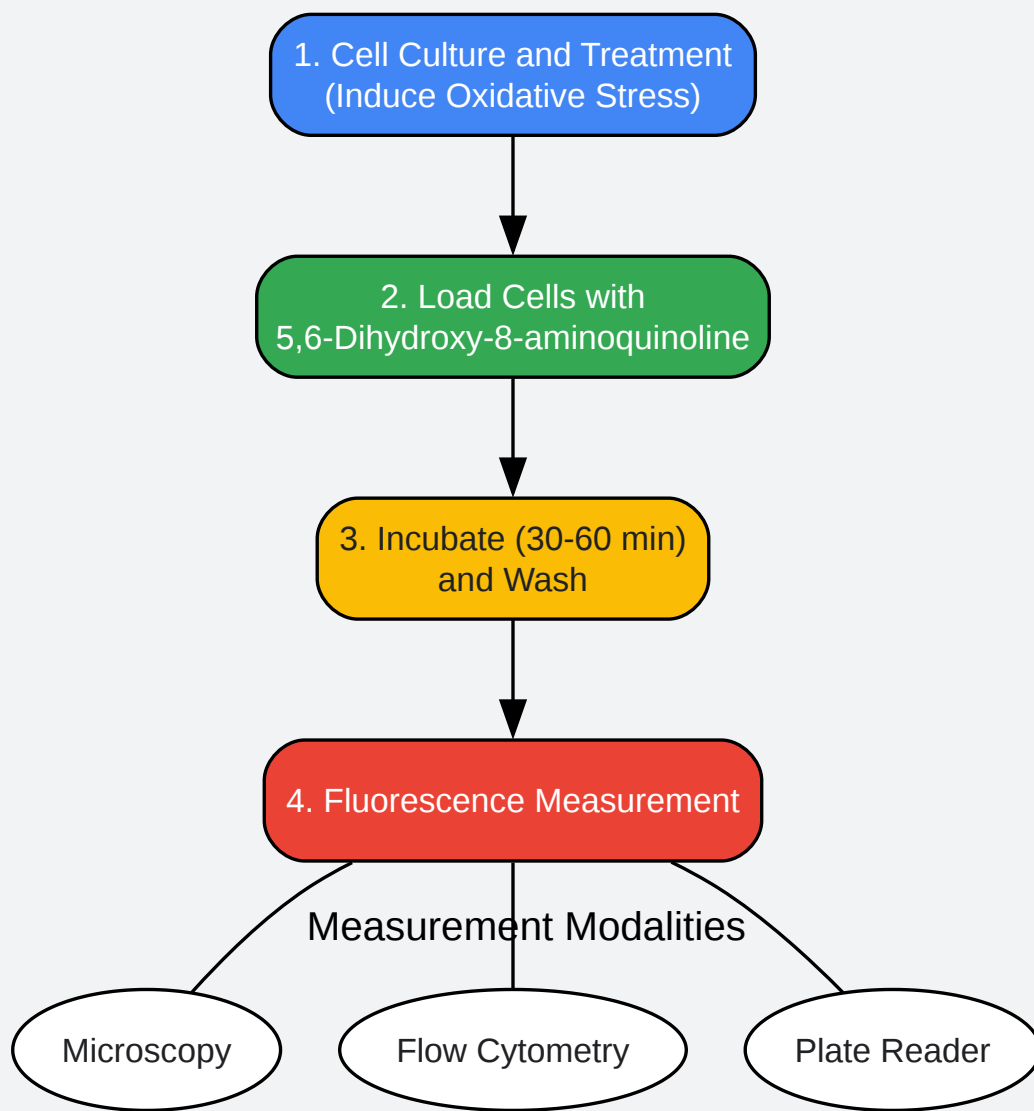 1. Cell Culture and Treatment
(Induce Oxidative Stress)
2. Load Cells with
5,6-Dihydroxy-8-aminoquinoline
3. Incubate (30-60 min)
and Wash
4. Fluorescence Measurement
Measurement Modalities
Microscopy
Flow Cytometry
Plate Reader